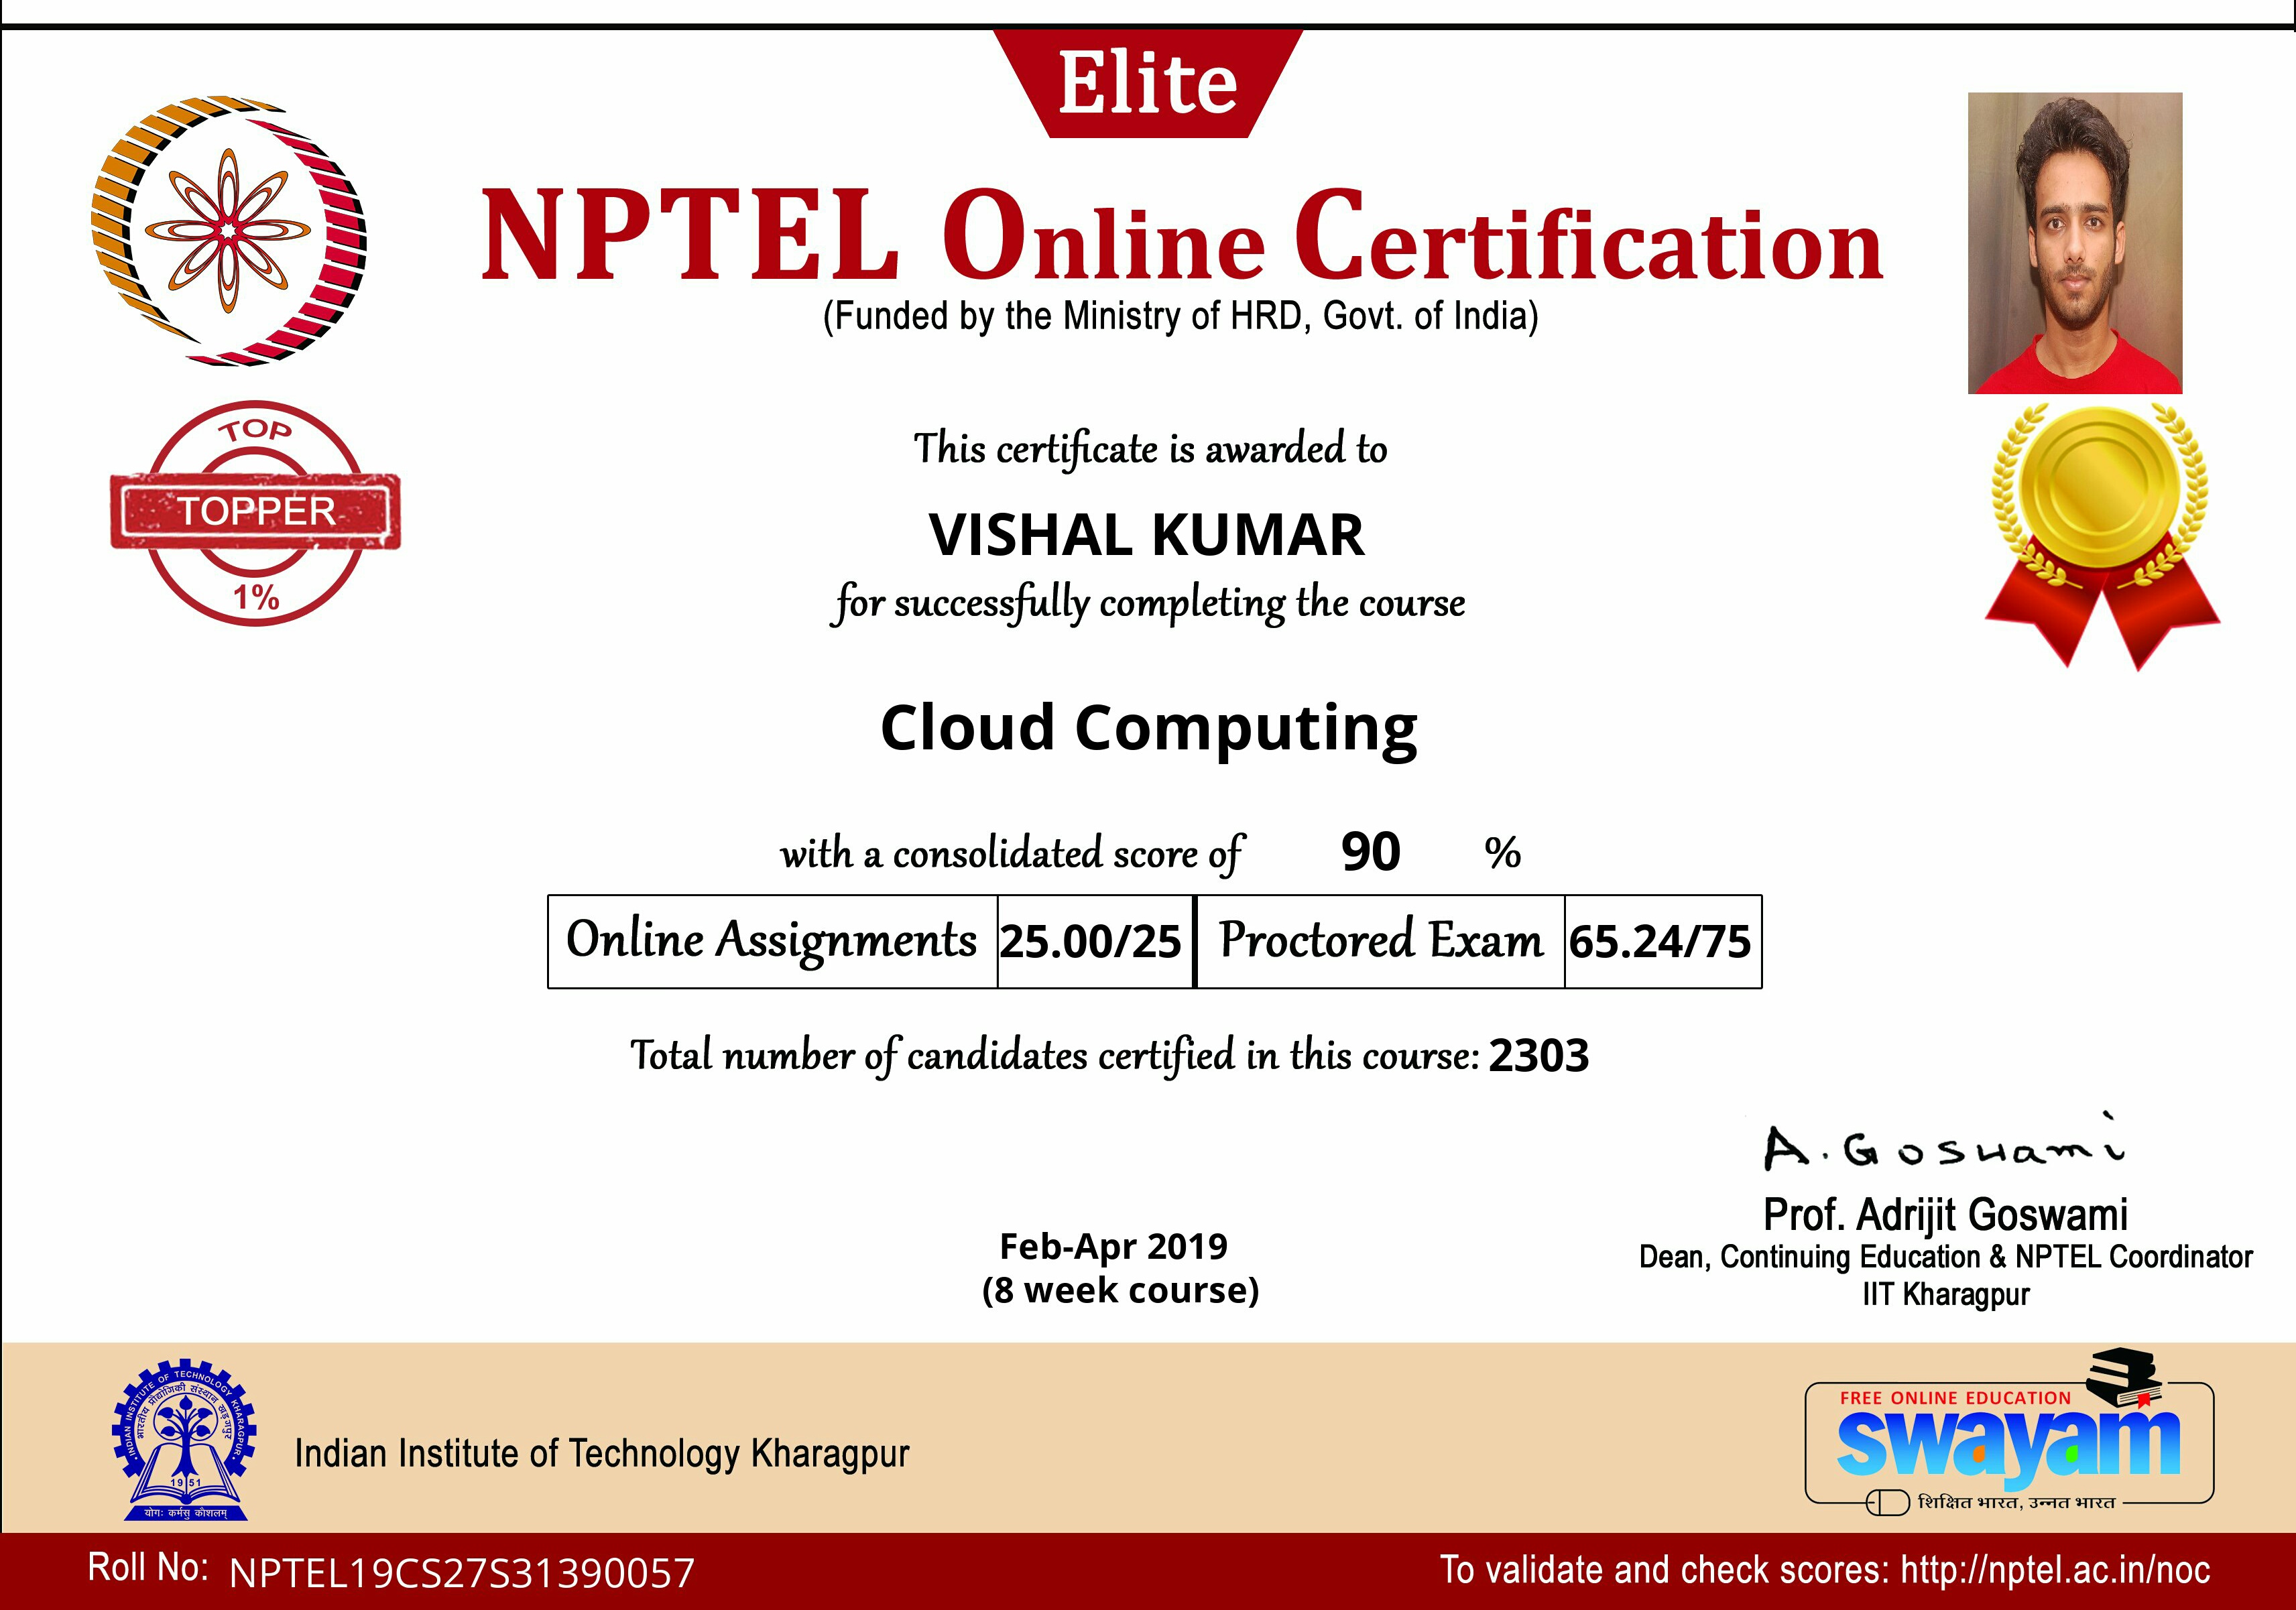 Elite
NPTEL Online Certification
(Funded by the Ministry of HRD, Govt. of India)
TOP
TOPPER
1%
This certificate is awarded to
VISHAL KUMAR
for successfully completing the course
Cloud Computing
with a consolidated score of 90 %
Online Assignments 25.00/25 Proctored Exam 65.24/75
Total number of candidates certified in this course: 2303
A. Goswami
Prof. Adrijit Goswami
Dean, Continuing Education & NPTEL Coordinator
IIT Kharagpur
Feb-Apr 2019
(8 week course)
INDIAN INSTITUTE OF TECHNOLOGY KHARAGPUR
भारतीय प्रौद्योगिकी संस्थान खड़गपुर
1951
योगः कर्मसु कौशलम्
Indian Institute of Technology Kharagpur
FREE ONLINE EDUCATION
swayam
शिक्षित भारत, उन्नत भारत
Roll No: NPTEL19CS27S31390057
To validate and check scores: http://nptel.ac.in/noc